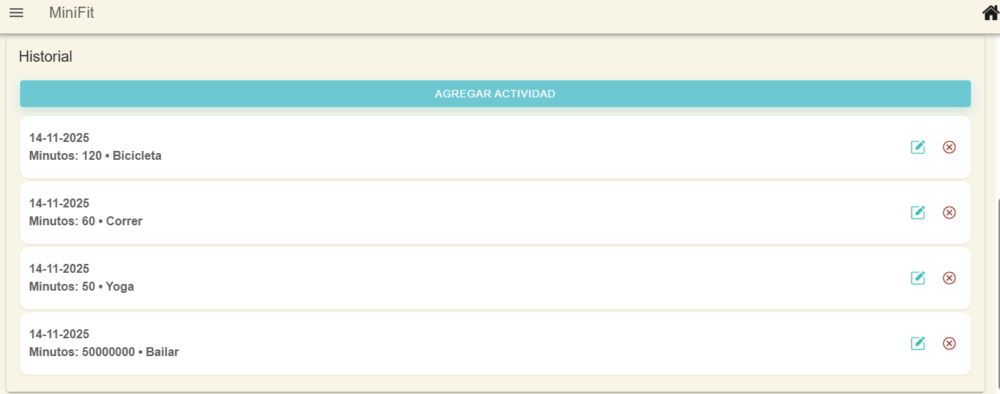 MiniFit
Historial
AGREGAR ACTIVIDAD
14-11-2025
Minutos: 120 • Bicicleta
14-11-2025
Minutos: 60 • Correr
14-11-2025
Minutos: 50 • Yoga
14-11-2025
Minutos: 50000000 • Bailar